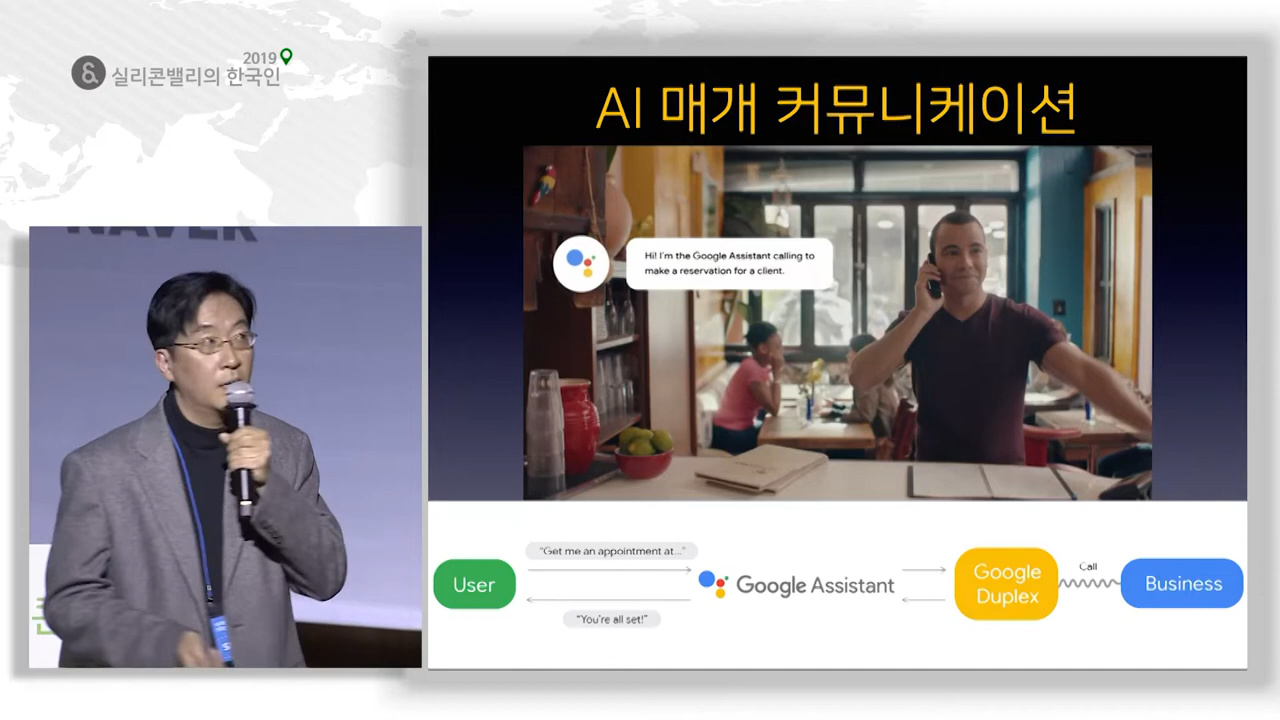 2019
& 실리콘밸리의 한국인
NAVER
AI 매개 커뮤니케이션
Hi! I'm the Google Assistant calling to
make a reservation for a client.
"Get me an appointment at..."
User
Google Assistant
Google
Duplex
Call
Business
"You're all set!"